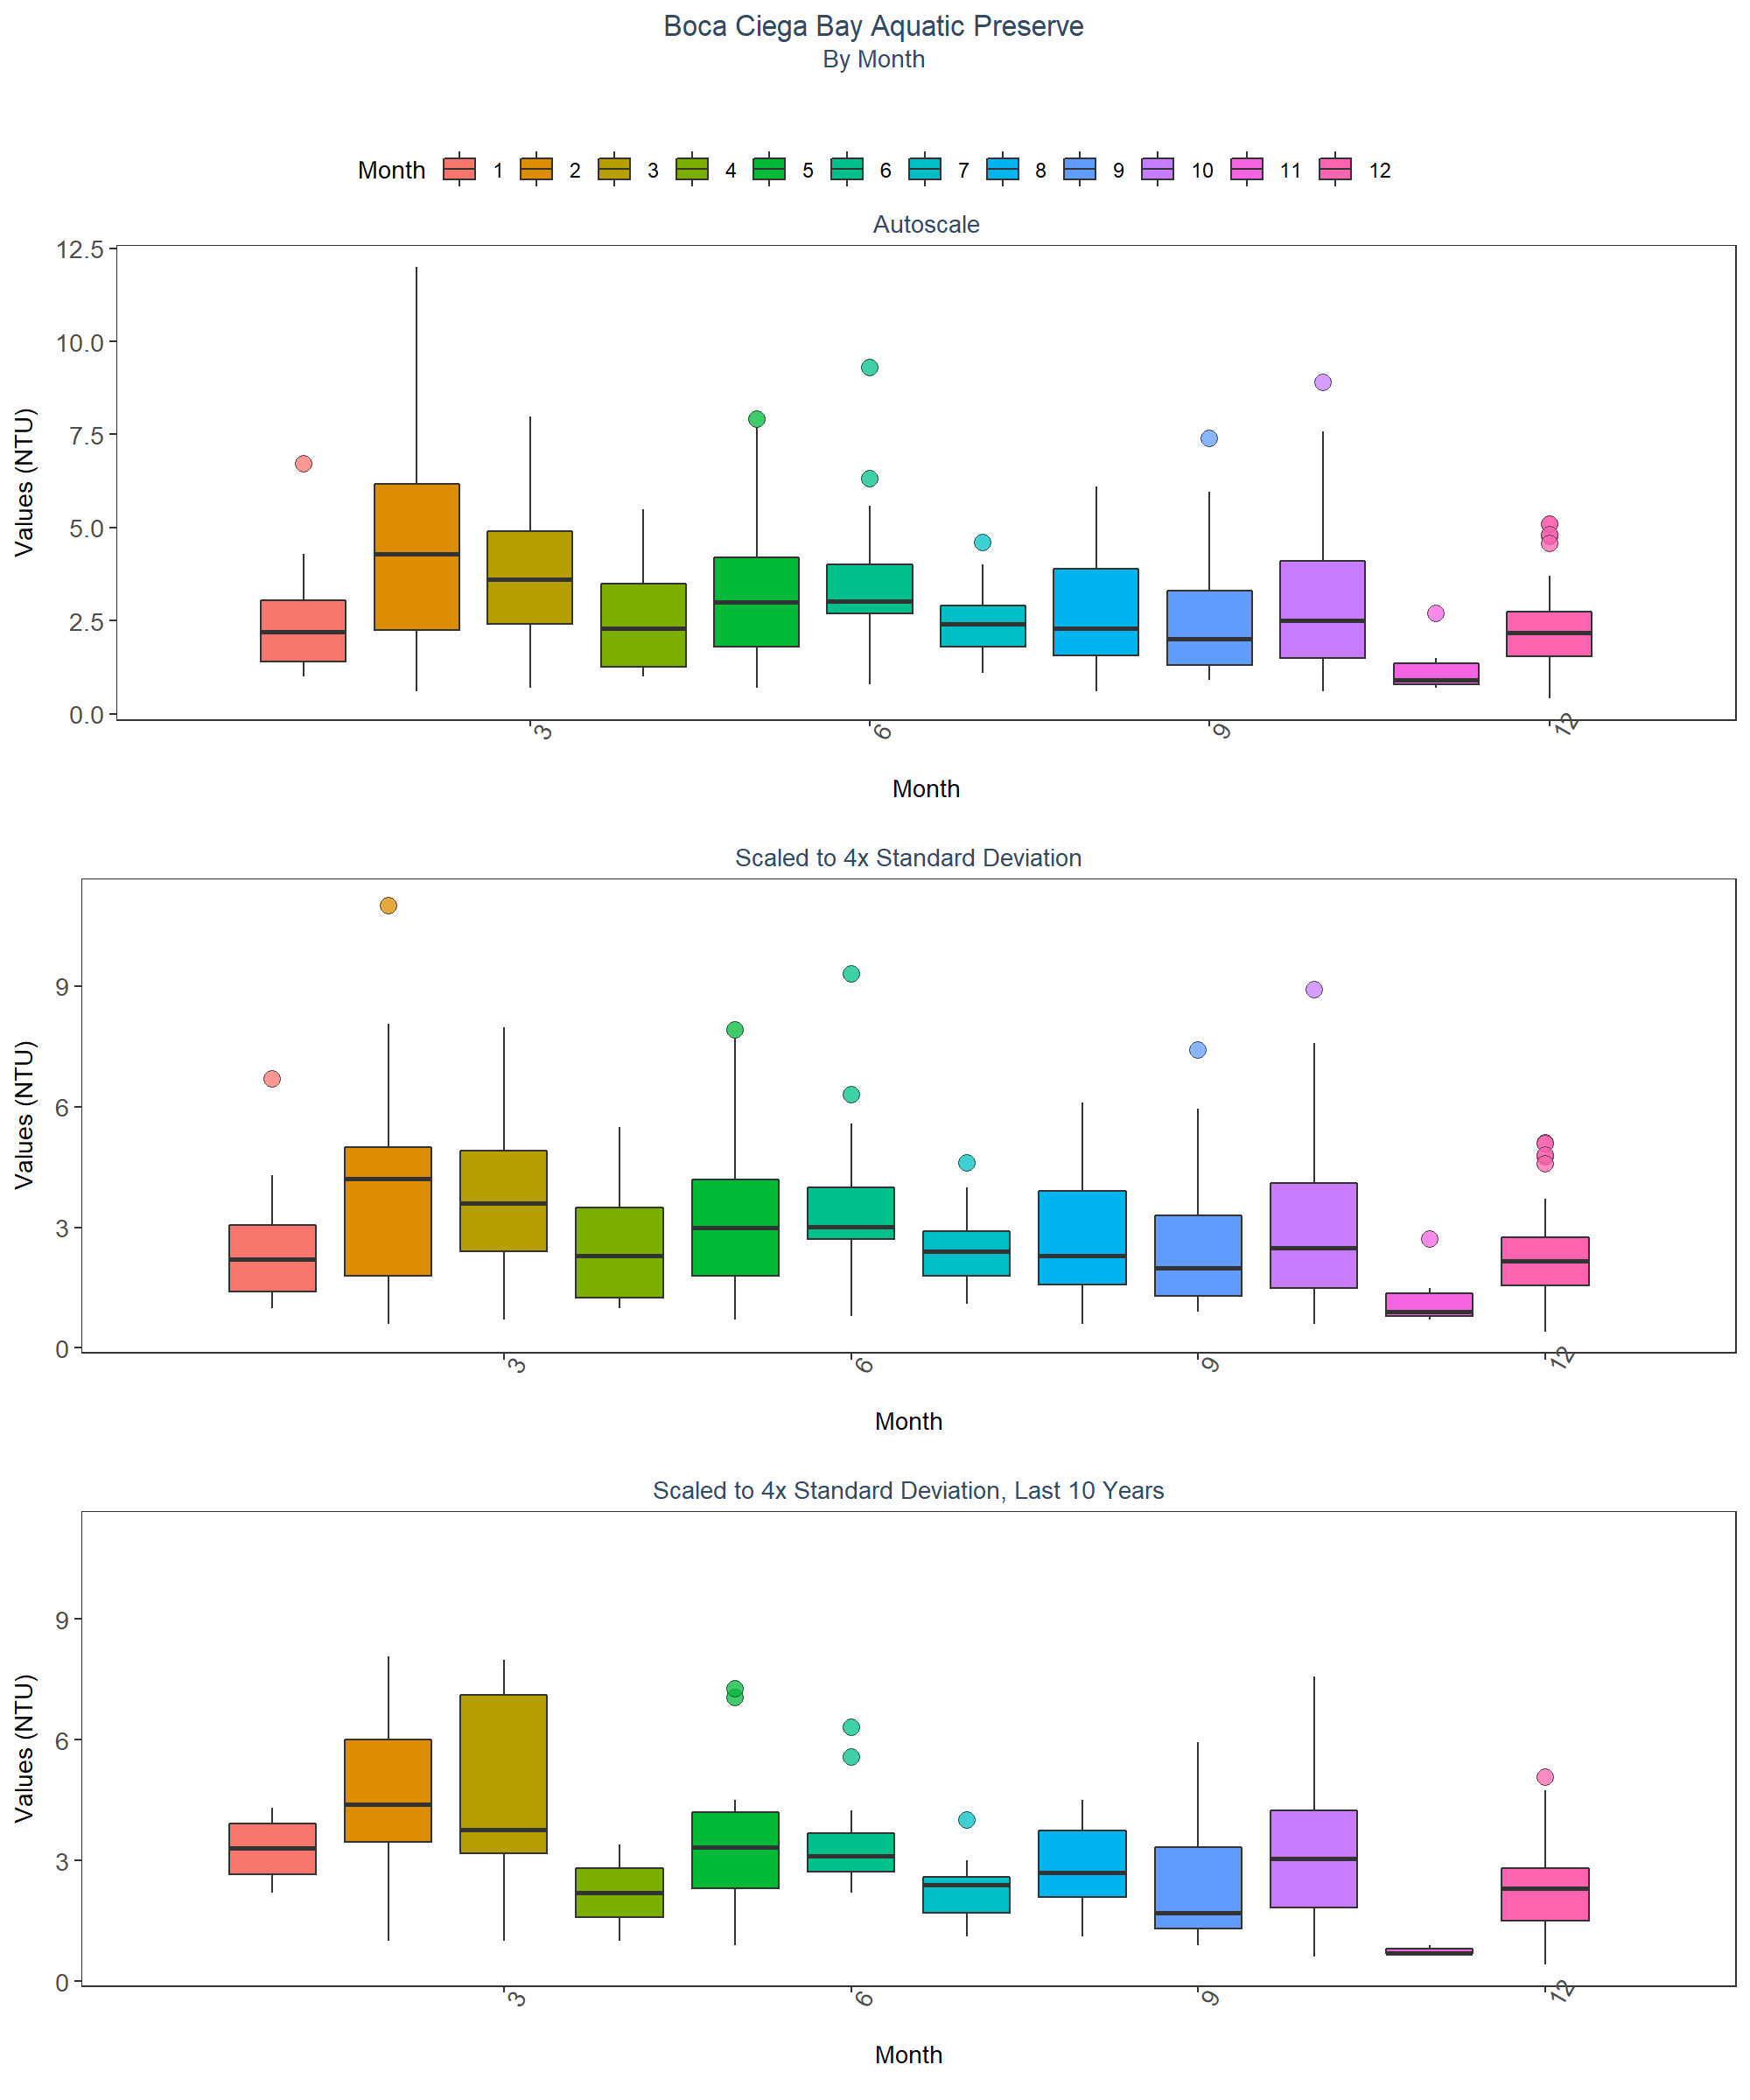 Boca Ciega Bay Aquatic Preserve
By Month
Month 1 2 3 4 5 6 7 8 9 10 11 12
Autoscale
Values (NTU)
12.5
10.0
7.5
5.0
2.5
0.0
3 6 9 12
Month
Scaled to 4x Standard Deviation
Values (NTU)
9
6
3
0
3 6 9 12
Month
Scaled to 4x Standard Deviation, Last 10 Years
Values (NTU)
9
6
3
0
3 6 9 12
Month